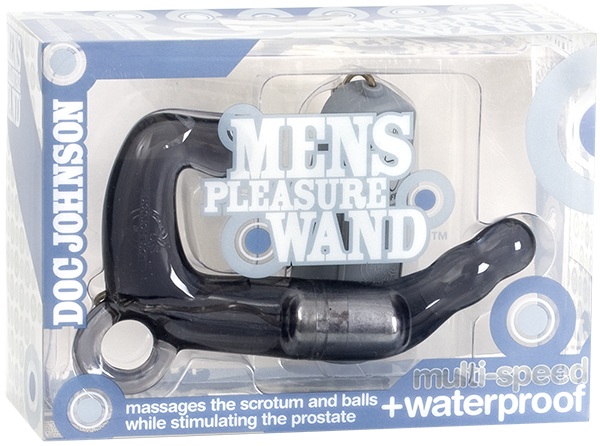 DOC JOHNSON
MENS
PLEASURE
WAND™
multi-speed
+waterproof
massages the scrotum and balls
while stimulating the prostate